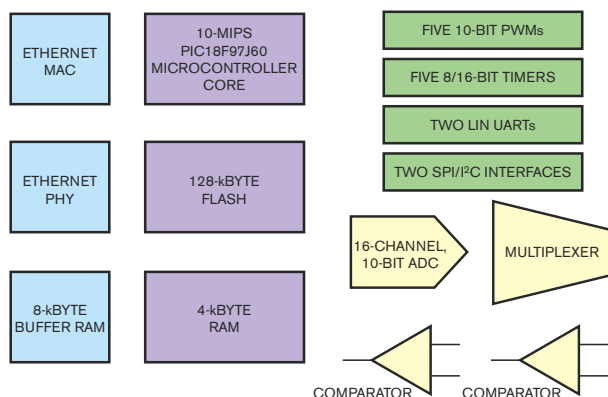 ETHERNET
MAC
10-MIPS
PIC18F97J60
MICROCONTROLLER
CORE
FIVE 10-BIT PWMs
FIVE 8/16-BIT TIMERS
TWO LIN UARTs
TWO SPI/I²C INTERFACES
ETHERNET
PHY
128-kBYTE
FLASH
16-CHANNEL,
10-BIT ADC
MULTIPLEXER
8-kBYTE
BUFFER RAM
4-kBYTE
RAM
COMPARATOR
COMPARATOR